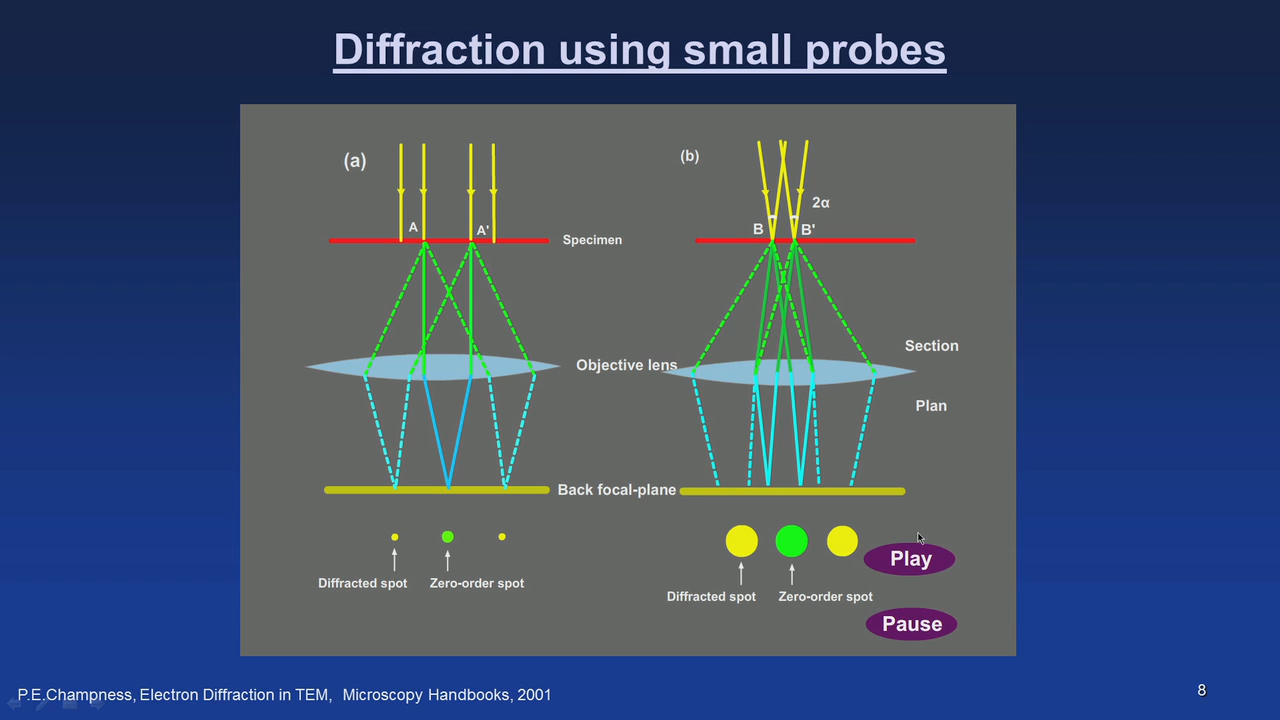 Diffraction using small probes
(a)
(b)
2α
A
A'
Specimen
B
B'
Objective lens
Section
Plan
Back focal-plane
Diffracted spot
Zero-order spot
Diffracted spot
Zero-order spot
Play
Pause
P.E.Champness, Electron Diffraction in TEM, Microscopy Handbooks, 2001
8